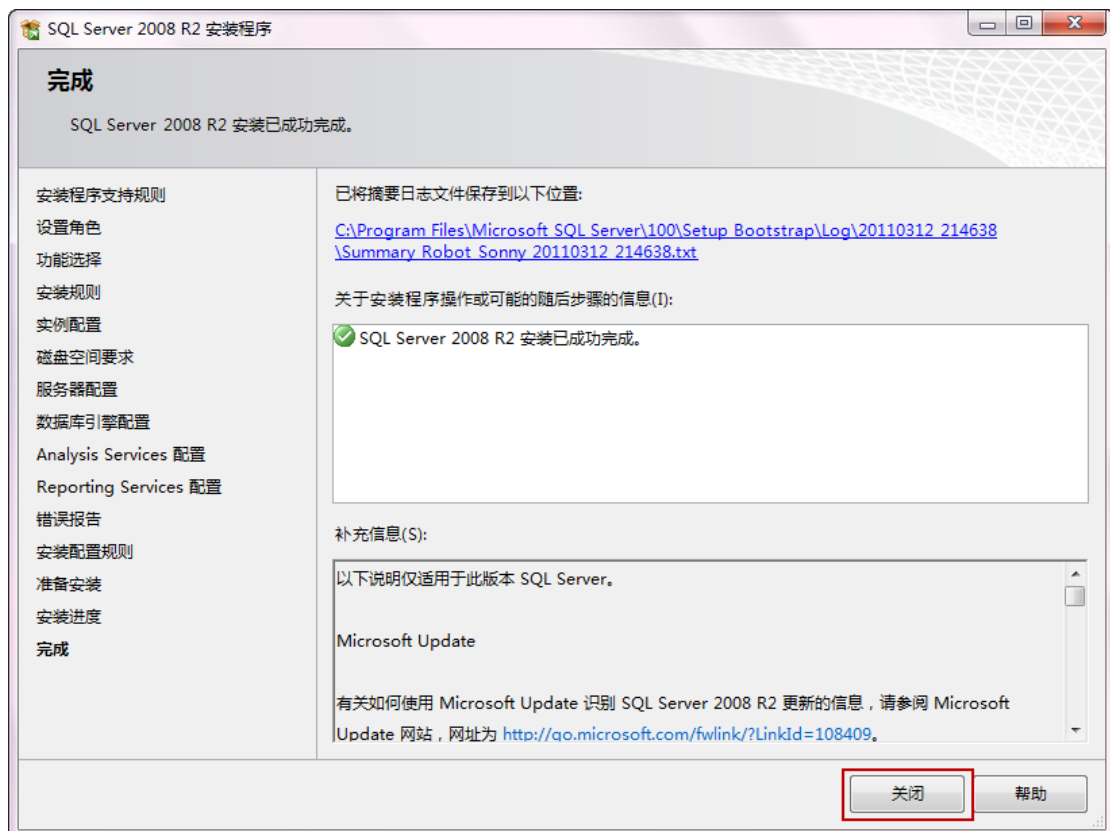 SQL Server 2008 R2 安装程序
完成
SQL Server 2008 R2 安装已成功完成。
安装程序支持规则
设置角色
功能选择
安装规则
实例配置
磁盘空间要求
服务器配置
数据库引擎配置
Analysis Services 配置
Reporting Services 配置
错误报告
安装配置规则
准备安装
安装进度
完成
已将摘要日志文件保存到以下位置:
C:\Program Files\Microsoft SQL Server\100\Setup Bootstrap\Log\20110312_214638
\Summary_Robot_Sonny_20110312_214638.txt
关于安装程序操作或可能的随后步骤的信息(I):
SQL Server 2008 R2 安装已成功完成。
补充信息(S):
以下说明仅适用于此版本 SQL Server。
Microsoft Update
有关如何使用 Microsoft Update 识别 SQL Server 2008 R2 更新的信息，请参阅 Microsoft
Update 网站，网址为 http://go.microsoft.com/fwlink/?LinkId=108409。
关闭
帮助